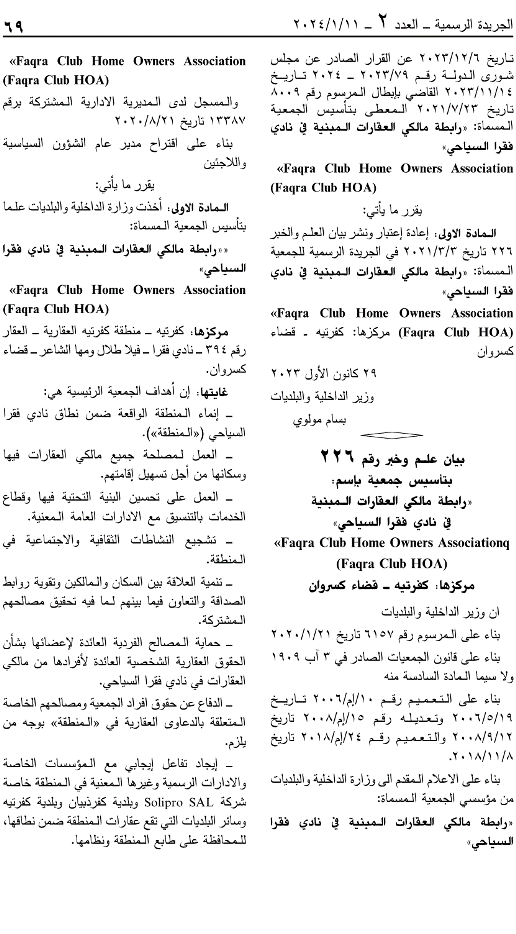 الجريدة الرسمية ــ العدد ٢ ــ ٢٠٢٤/١/١١
٦٩
تاريخ ٢٠٢٣/١٢/٦ عن القرار الصادر عن مجلس
شورى الدولة رقم ٢٠٢٣/٧٩ ــ ٢٠٢٤ تاريخ
٢٠٢٣/١١/١٤ القاضي بإبطال المرسوم رقم ٨٠٠٩
تاريخ ٢٠٢١/٧/٢٣ المعطي بتأسيس الجمعية
المسماة: «رابطة مالكي العقارات المبنية في نادي
فقرا السياحي»
«Faqra Club Home Owners Association
(Faqra Club HOA)
يقرر ما يأتي:
المادة الاولى: إعادة إعتبار ونشر بيان العلم والخبر
٢٢٦ تاريخ ٢٠٢١/٣/٣ في الجريدة الرسمية للجمعية
المسماة: «رابطة مالكي العقارات المبنية في نادي
فقرا السياحي»
«Faqra Club Home Owners Association
(Faqra Club HOA) مركزها: كفرتيه ـ قضاء
كسروان
٢٩ كانون الأول ٢٠٢٣
وزير الداخلية والبلديات
بسام مولوي
بيان علم وخبر رقم ٢٢٦
بتأسيس جمعية بإسم:
«رابطة مالكي العقارات المبنية
في نادي فقرا السياحي»
«Faqra Club Home Owners Associationq
(Faqra Club HOA)
مركزها: كفرتيه ــ قضاء كسروان
ان وزير الداخلية والبلديات
بناء على المرسوم رقم ٦١٥٧ تاريخ ٢٠٢٠/١/٢١
بناء على قانون الجمعيات الصادر في ٣ آب ١٩٠٩
ولا سيما المادة السادسة منه
بناء على التعميم رقم ١٠/إم/٢٠٠٦ تاريخ
٢٠٠٦/٥/١٩ وتعديله رقم ١٥/إم/٢٠٠٨ تاريخ
٢٠٠٨/٩/١٢ والتعميم رقم ٢٤/إم/٢٠١٨ تاريخ
٢٠١٨/١١/٨.
بناء على الاعلام المقدم الى وزارة الداخلية والبلديات
من مؤسسي الجمعية المسماة:
«رابطة مالكي العقارات المبنية في نادي فقرا
السياحي»
«Faqra Club Home Owners Association
(Faqra Club HOA)
والمسجل لدى المديرية الادارية المشتركة برقم
١٣٣٨٧ تاريخ ٢٠٢٠/٨/٢١
بناء على اقتراح مدير عام الشؤون السياسية
واللاجئين
يقرر ما يأتي:
المادة الاولى: أخذت وزارة الداخلية والبلديات علما
بتأسيس الجمعية المسماة:
««رابطة مالكي العقارات المبنية في نادي فقرا
السياحي»
«Faqra Club Home Owners Association
(Faqra Club HOA)
مركزها: كفرتيه ــ منطقة كفرتيه العقارية ــ العقار
رقم ٣٩٤ ــ نادي فقرا ــ فيلا طلال ومها الشاعر ــ قضاء
كسروان.
غايتها: إن أهداف الجمعية الرئيسية هي:
ــ إنماء المنطقة الواقعة ضمن نطاق نادي فقرا
السياحي («المنطقة»).
ــ العمل لمصلحة جميع مالكي العقارات فيها
وسكانها من أجل تسهيل إقامتهم.
ــ العمل على تحسين البنية التحتية فيها وقطاع
الخدمات بالتنسيق مع الادارات العامة المعنية.
ــ تشجيع النشاطات الثقافية والاجتماعية في
المنطقة.
ــ تنمية العلاقة بين السكان والمالكين وتقوية روابط
الصداقة والتعاون فيما بينهم لما فيه تحقيق مصالحهم
المشتركة.
ــ حماية المصالح الفردية العائدة لإعضائها بشأن
الحقوق العقارية الشخصية العائدة لأفرادها من مالكي
العقارات في نادي فقرا السياحي.
ــ الدفاع عن حقوق افراد الجمعية ومصالحهم الخاصة
المتعلقة بالدعاوى العقارية في «المنطقة» بوجه من
يلزم.
ــ إيجاد تفاعل إيجابي مع المؤسسات الخاصة
والادارات الرسمية وغيرها المعنية في المنطقة خاصة
شركة Solipro SAL وبلدية كفرذبيان وبلدية كفرتيه
وسائر البلديات التي تقع عقارات المنطقة ضمن نطاقها،
للمحافظة على طابع المنطقة ونظامها.